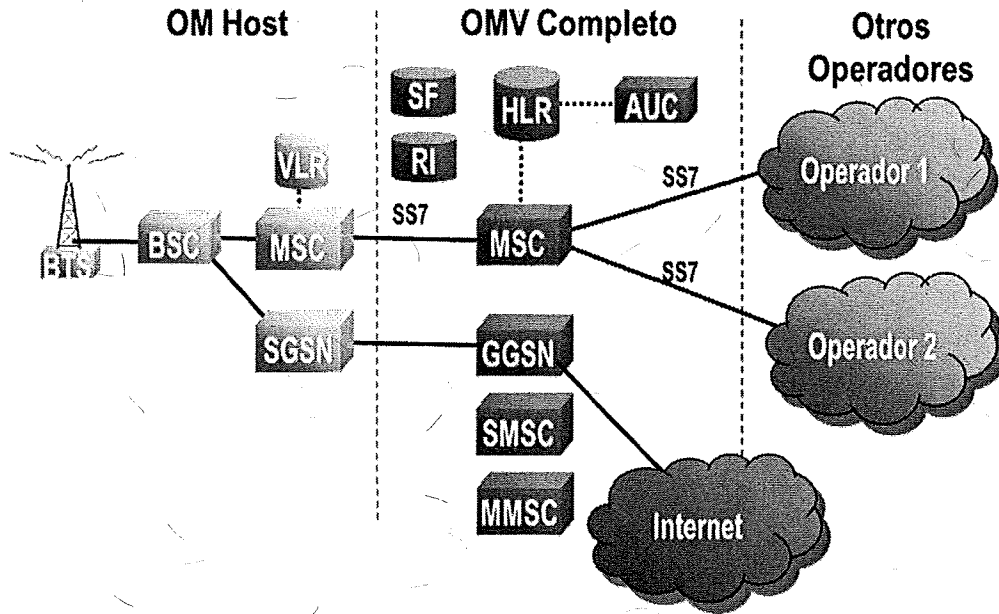 OM Host
OMV Completo
Otros
Operadores
SF
HLR
AUC
VLR
RI
SS7
Operador 1
BTS
BSC
MSC
SS7
MSC
SS7
SGSN
GGSN
Operador 2
SMSC
MMSC
Internet